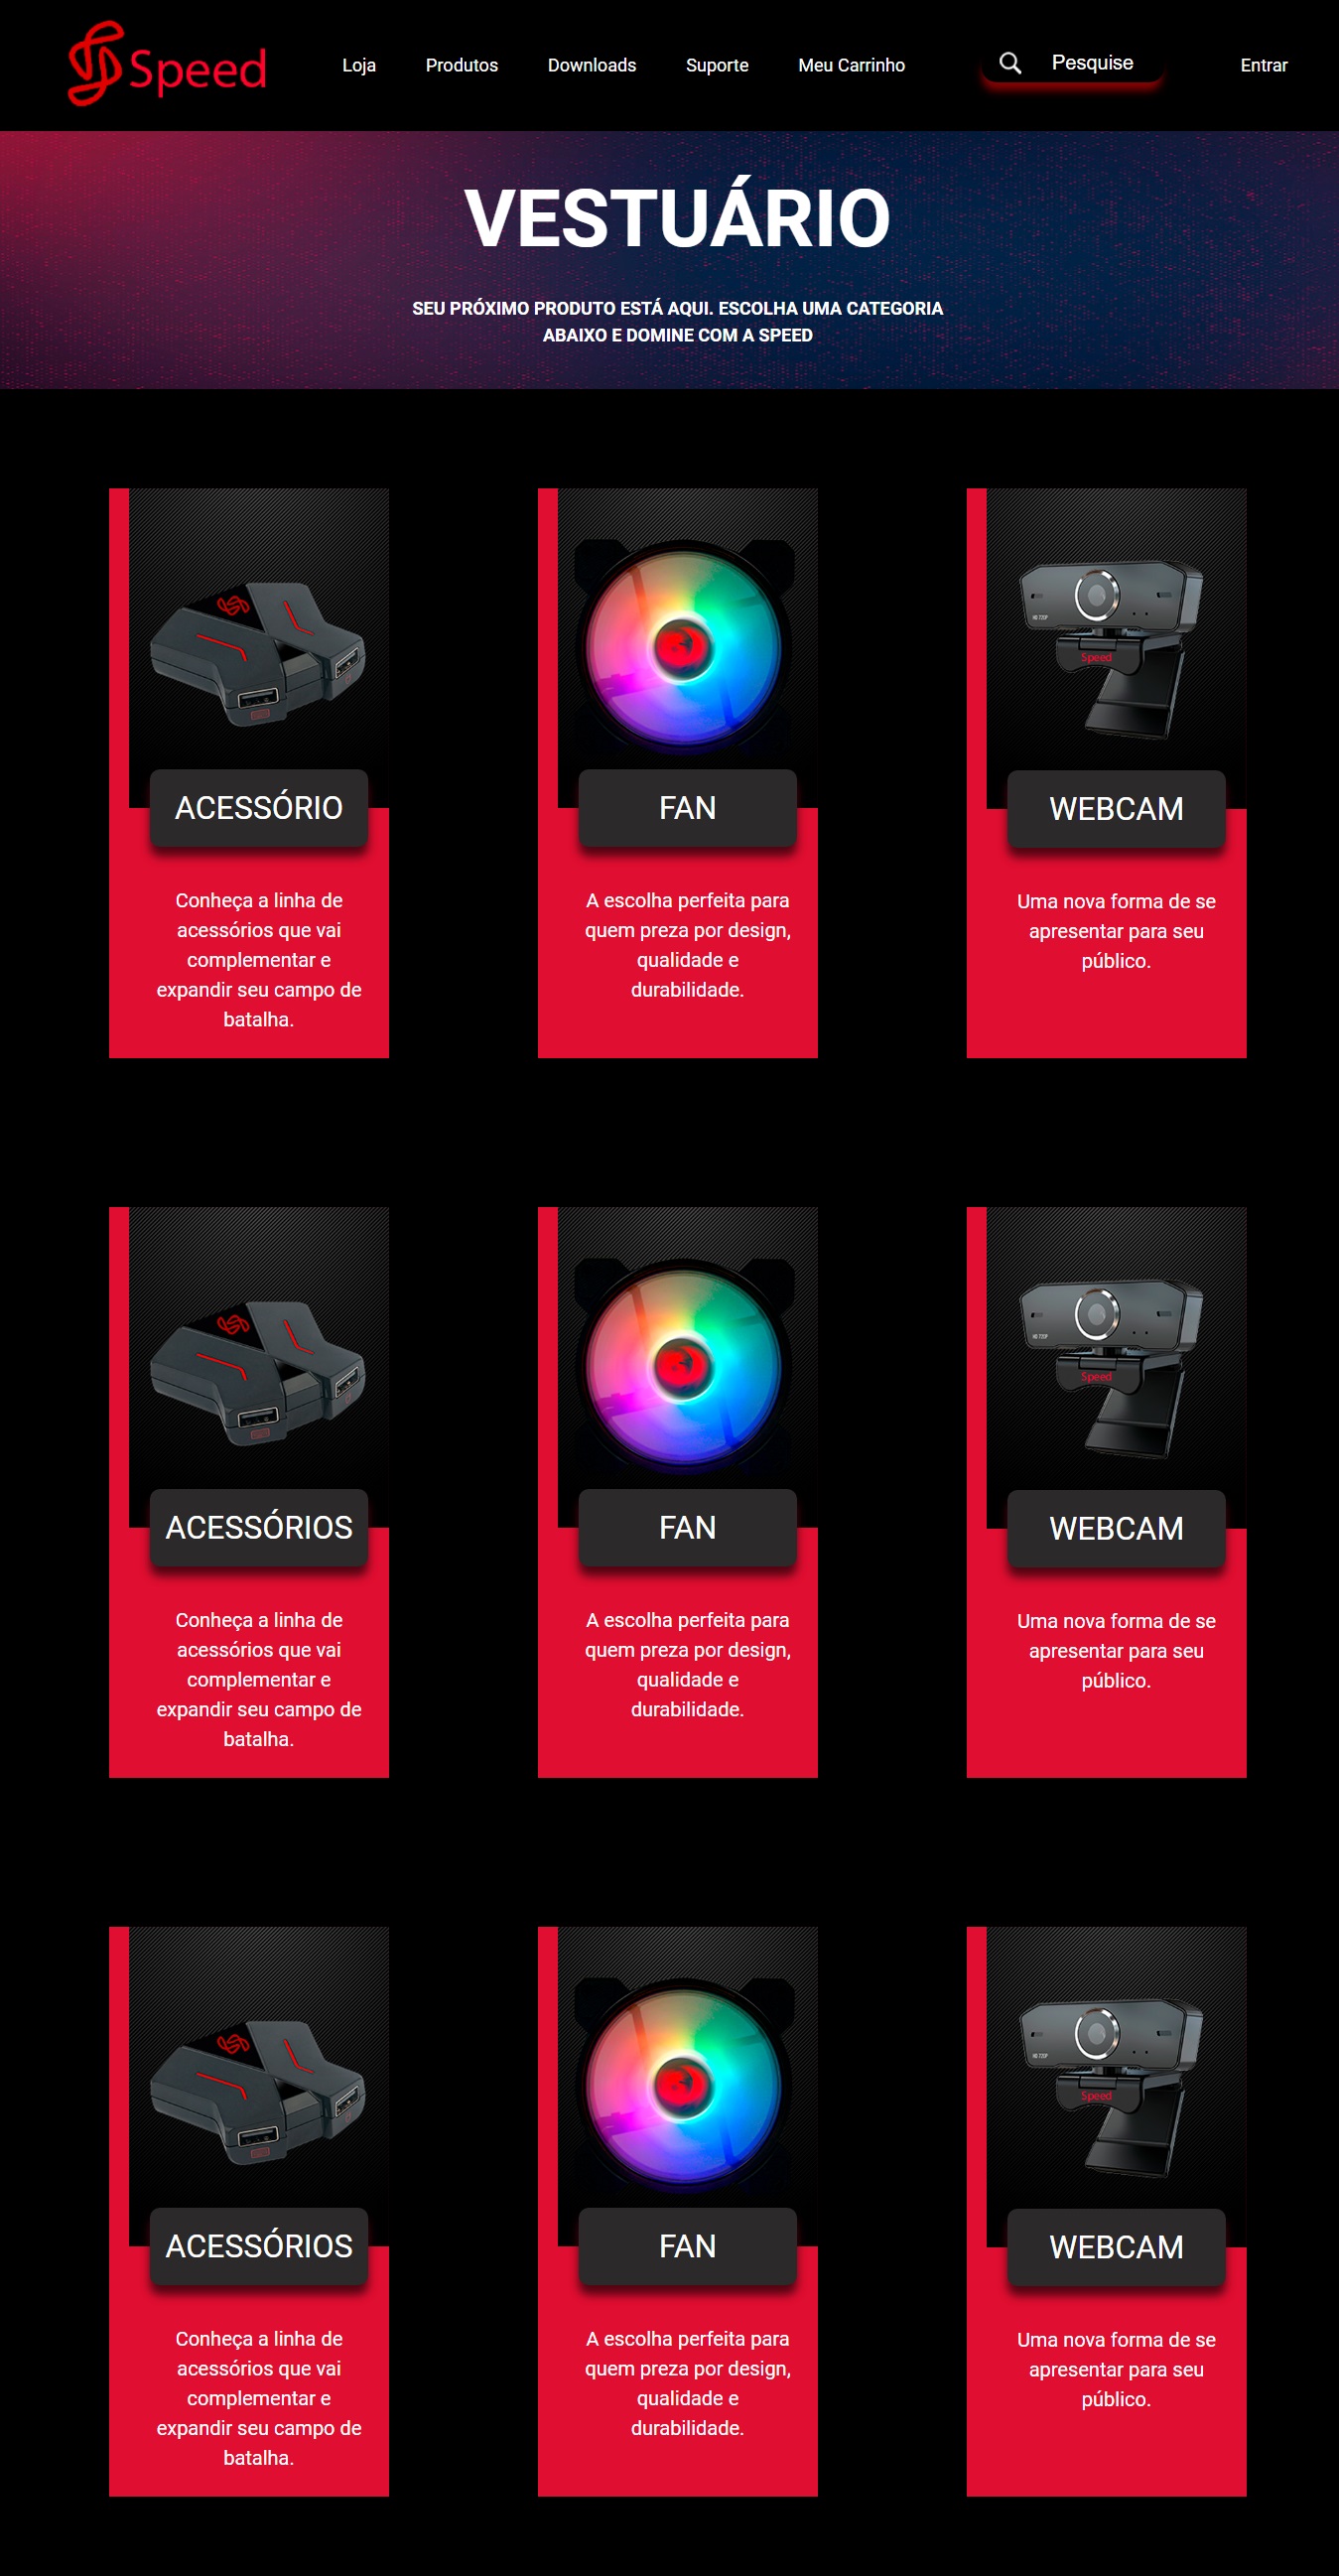 Speed
Loja Produtos Downloads Suporte Meu Carrinho Pesquise Entrar
VESTUÁRIO
SEU PRÓXIMO PRODUTO ESTÁ AQUI. ESCOLHA UMA CATEGORIA
ABAIXO E DOMINE COM A SPEED
ACESSÓRIO
Conheça a linha de
acessórios que vai
complementar e
expandir seu campo de
batalha.
FAN
A escolha perfeita para
quem preza por design,
qualidade e
durabilidade.
HD 720P
Speed
WEBCAM
Uma nova forma de se
apresentar para seu
público.
ACESSÓRIOS
Conheça a linha de
acessórios que vai
complementar e
expandir seu campo de
batalha.
FAN
A escolha perfeita para
quem preza por design,
qualidade e
durabilidade.
HD 720P
Speed
WEBCAM
Uma nova forma de se
apresentar para seu
público.
ACESSÓRIOS
Conheça a linha de
acessórios que vai
complementar e
expandir seu campo de
batalha.
FAN
A escolha perfeita para
quem preza por design,
qualidade e
durabilidade.
HD 720P
Speed
WEBCAM
Uma nova forma de se
apresentar para seu
público.